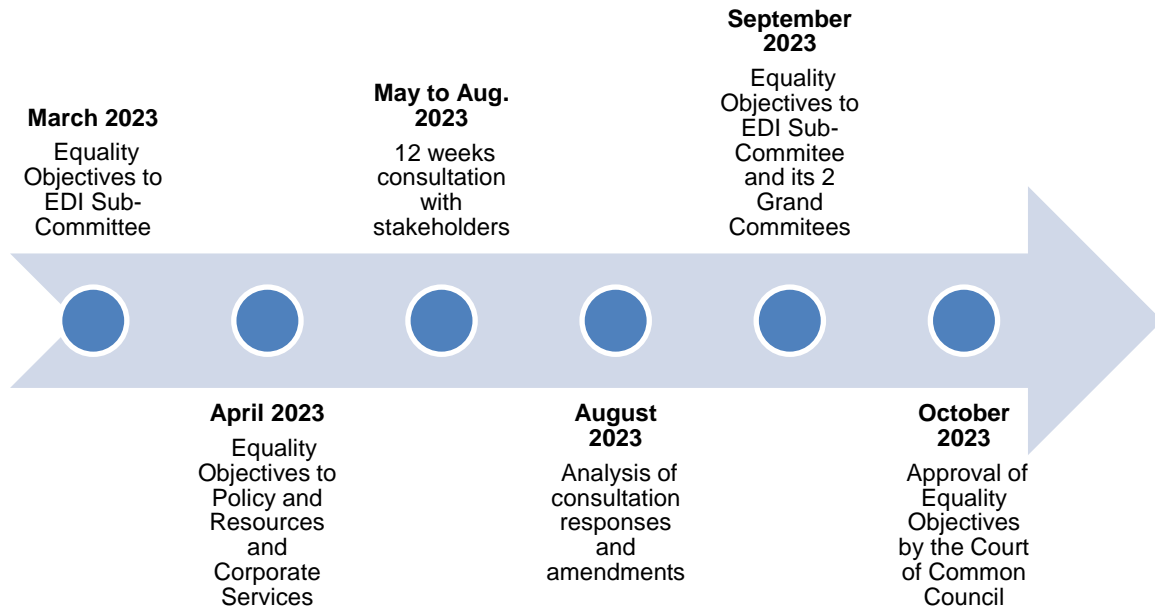 March 2023
Equality
Objectives to
EDI Sub-
Committee
April 2023
Equality
Objectives to
Policy and
Resources
and
Corporate
Services
May to Aug.
2023
12 weeks
consultation
with
stakeholders
August
2023
Analysis of
consultation
responses
and
amendments
September
2023
Equality
Objectives to
EDI Sub-
Commitee
and its 2
Grand
Commitees
October
2023
Approval of
Equality
Objectives
by the Court
of Common
Council